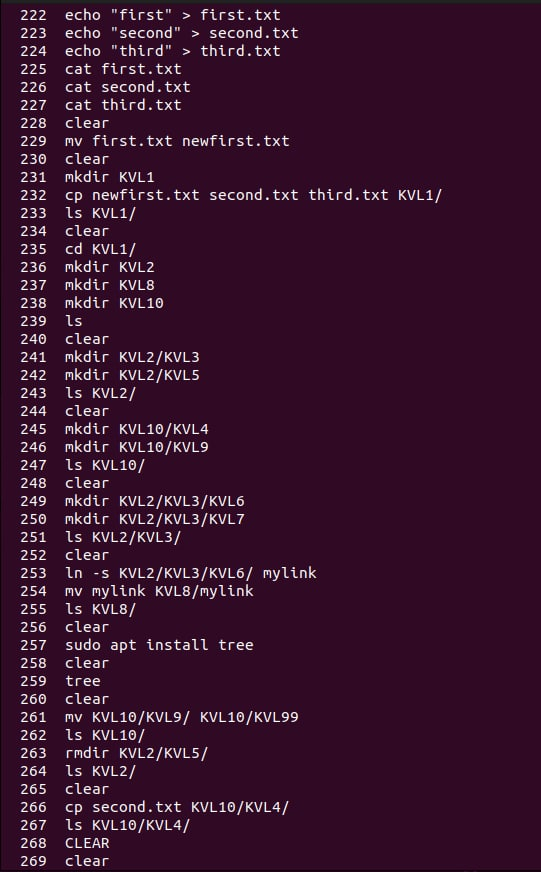 222 echo "first" > first.txt
223 echo "second" > second.txt
224 echo "third" > third.txt
225 cat first.txt
226 cat second.txt
227 cat third.txt
228 clear
229 mv first.txt newfirst.txt
230 clear
231 mkdir KVL1
232 cp newfirst.txt second.txt third.txt KVL1/
233 ls KVL1/
234 clear
235 cd KVL1/
236 mkdir KVL2
237 mkdir KVL8
238 mkdir KVL10
239 ls
240 clear
241 mkdir KVL2/KVL3
242 mkdir KVL2/KVL5
243 ls KVL2/
244 clear
245 mkdir KVL10/KVL4
246 mkdir KVL10/KVL9
247 ls KVL10/
248 clear
249 mkdir KVL2/KVL3/KVL6
250 mkdir KVL2/KVL3/KVL7
251 ls KVL2/KVL3/
252 clear
253 ln -s KVL2/KVL3/KVL6/ mylink
254 mv mylink KVL8/mylink
255 ls KVL8/
256 clear
257 sudo apt install tree
258 clear
259 tree
260 clear
261 mv KVL10/KVL9/ KVL10/KVL99
262 ls KVL10/
263 rmdir KVL2/KVL5/
264 ls KVL2/
265 clear
266 cp second.txt KVL10/KVL4/
267 ls KVL10/KVL4/
268 CLEAR
269 clear